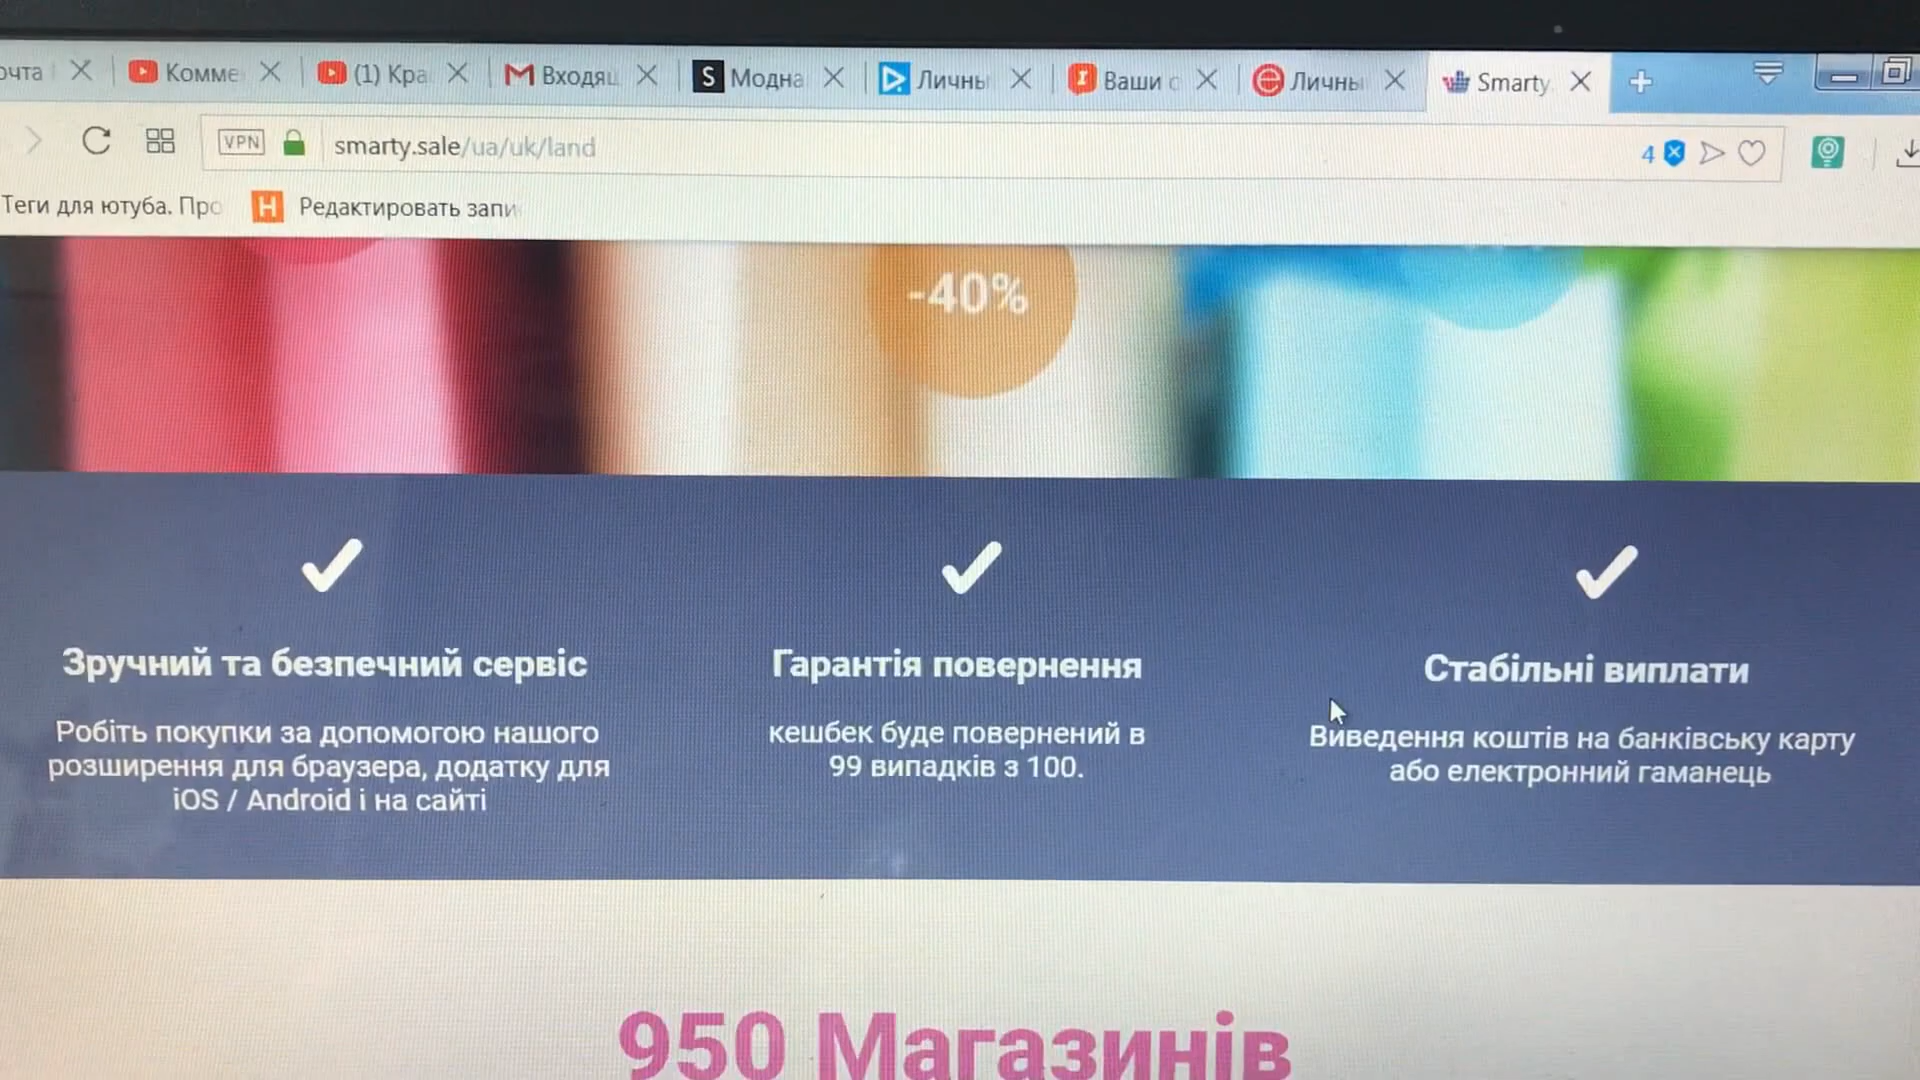 очта
Комме
(1) Кра
Входящ
S
Модна
Личны
Ваши с
Личны
Smarty
VPN
smarty.sale/ua/uk/land
4
Теги для ютуба. Про
H
Редактировать запи
-40%
Зручний та безпечний сервіс
Робіть покупки за допомогою нашого
розширення для браузера, додатку для
iOS / Android і на сайті
Гарантія повернення
кешбек буде повернений в
99 випадків з 100.
Стабільні виплати
Виведення коштів на банківську карту
або електронний гаманець
950 Магазинів